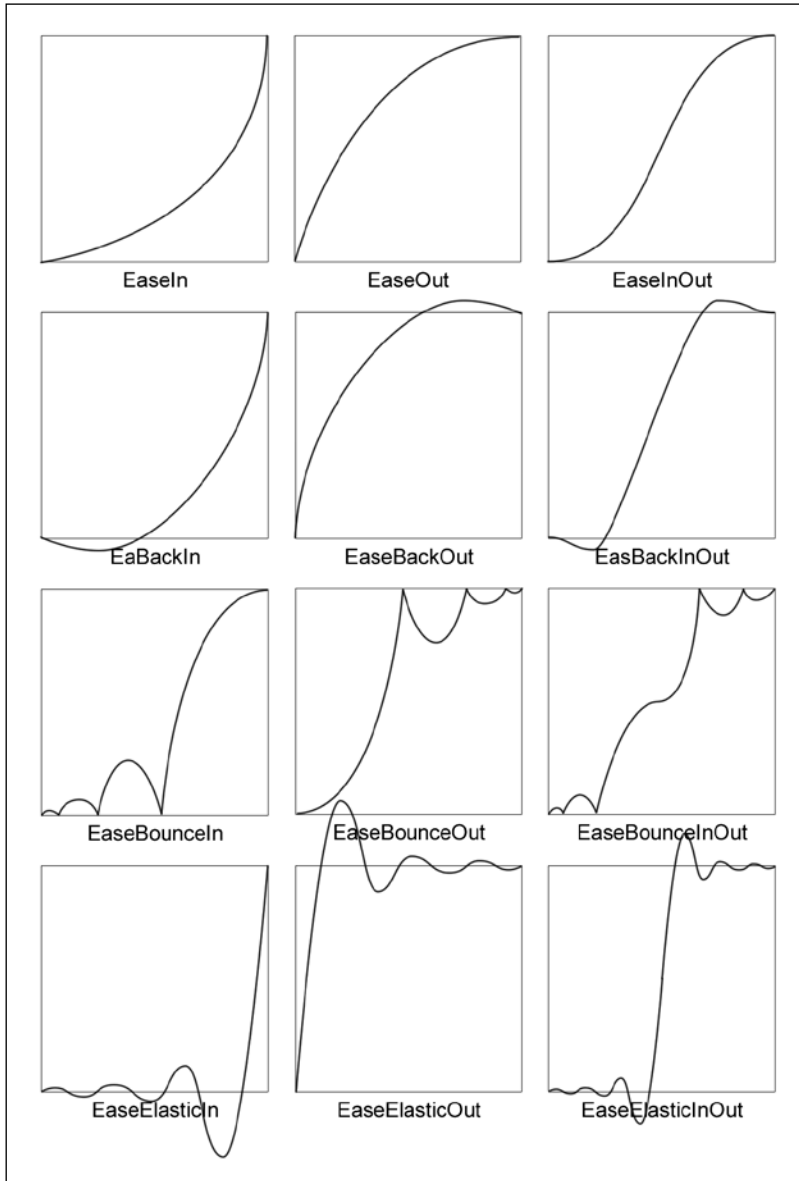 EaseIn
EaseOut
EaseInOut
EaBackIn
EaseBackOut
EasBackInOut
EaseBounceIn
EaseBounceOut
EaseBounceInOut
EaseElasticIn
EaseElasticOut
EaseElasticInOut